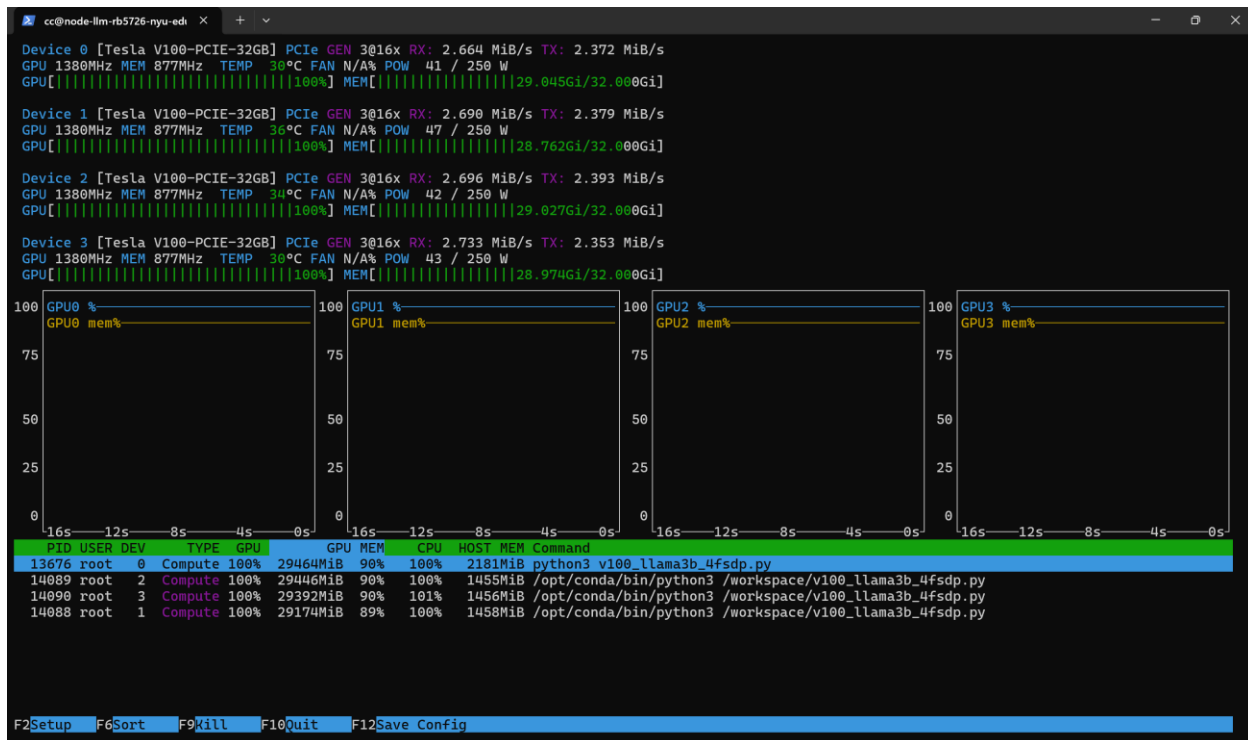 cc@node-llm-rb5726-nyu-edu
Device 0 [Tesla V100-PCIE-32GB] PCIe GEN 3@16x RX: 2.664 MiB/s TX: 2.372 MiB/s
GPU 1380MHz MEM 877MHz TEMP 30°C FAN N/A% POW 41 / 250 W
GPU[||||||||||||||||||||||||||||100%] MEM[|||||||||||||||||29.045Gi/32.000Gi]
Device 1 [Tesla V100-PCIE-32GB] PCIe GEN 3@16x RX: 2.690 MiB/s TX: 2.379 MiB/s
GPU 1380MHz MEM 877MHz TEMP 36°C FAN N/A% POW 47 / 250 W
GPU[||||||||||||||||||||||||||||100%] MEM[|||||||||||||||||28.762Gi/32.000Gi]
Device 2 [Tesla V100-PCIE-32GB] PCIe GEN 3@16x RX: 2.696 MiB/s TX: 2.393 MiB/s
GPU 1380MHz MEM 877MHz TEMP 34°C FAN N/A% POW 42 / 250 W
GPU[||||||||||||||||||||||||||||100%] MEM[|||||||||||||||||29.027Gi/32.000Gi]
Device 3 [Tesla V100-PCIE-32GB] PCIe GEN 3@16x RX: 2.733 MiB/s TX: 2.353 MiB/s
GPU 1380MHz MEM 877MHz TEMP 30°C FAN N/A% POW 43 / 250 W
GPU[||||||||||||||||||||||||||||100%] MEM[|||||||||||||||||28.974Gi/32.000Gi]
100 GPU0 % 100 GPU1 % 100 GPU2 % 100 GPU3 %
GPU0 mem% GPU1 mem% GPU2 mem% GPU3 mem%
75 75 75 75
50 50 50 50
25 25 25 25
0 0 0 0
16s 12s 8s 4s 0s 16s 12s 8s 4s 0s 16s 12s 8s 4s 0s 16s 12s 8s 4s 0s
PID USER DEV TYPE GPU GPU MEM CPU HOST MEM Command
13676 root 0 Compute 100% 29464MiB 90% 100% 2181MiB python3 v100_llama3b_4fsdp.py
14089 root 2 Compute 100% 29446MiB 90% 100% 1455MiB /opt/conda/bin/python3 /workspace/v100_llama3b_4fsdp.py
14090 root 3 Compute 100% 29392MiB 90% 101% 1456MiB /opt/conda/bin/python3 /workspace/v100_llama3b_4fsdp.py
14088 root 1 Compute 100% 29174MiB 89% 100% 1458MiB /opt/conda/bin/python3 /workspace/v100_llama3b_4fsdp.py
F2Setup F6Sort F9Kill F10Quit F12Save Config